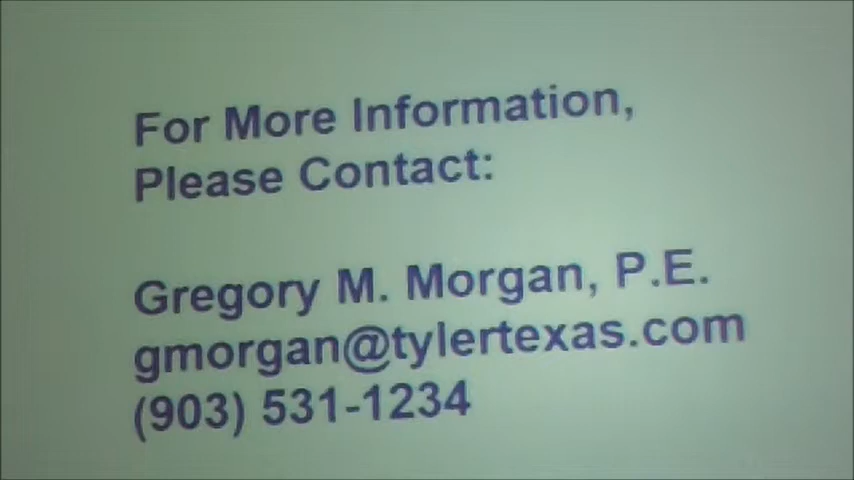 For More Information,
Please Contact:
Gregory M. Morgan, P.E.
gmorgan@tylertexas.com
(903) 531-1234